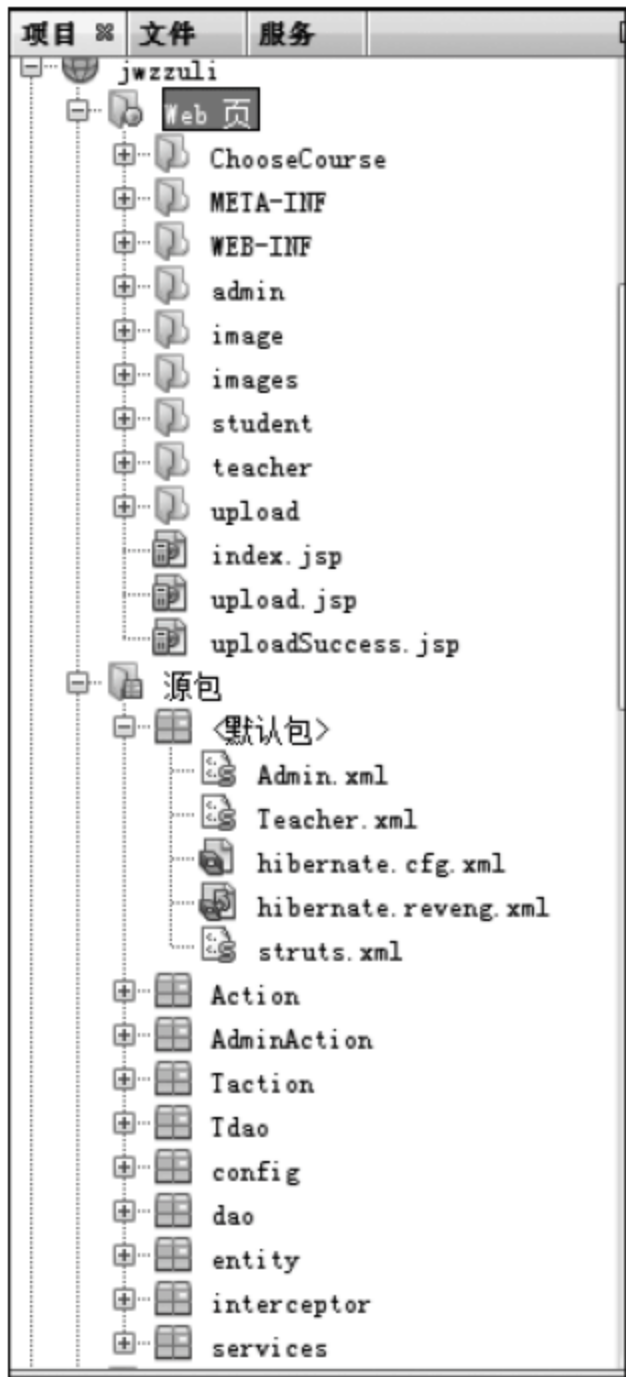 项目 文件 服务
jwzzuli
Web 页
ChooseCourse
META-INF
WEB-INF
admin
image
images
student
teacher
upload
index.jsp
upload.jsp
uploadSuccess.jsp
源包
<默认包>
Admin.xml
Teacher.xml
hibernate.cfg.xml
hibernate.reveng.xml
struts.xml
Action
AdminAction
Taction
Tdao
config
dao
entity
interceptor
services